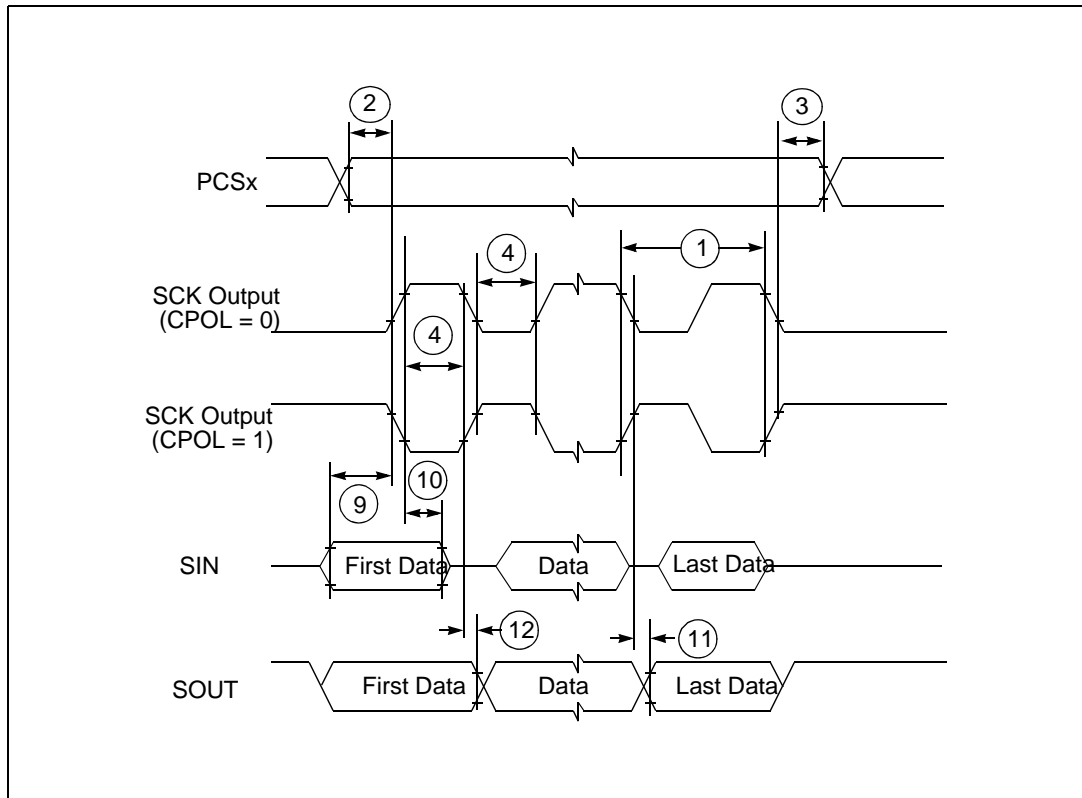 2
3
PCSx
4
1
SCK Output
(CPOL = 0)
4
SCK Output
(CPOL = 1)
9
10
SIN
First Data
Data
Last Data
12
11
SOUT
First Data
Data
Last Data